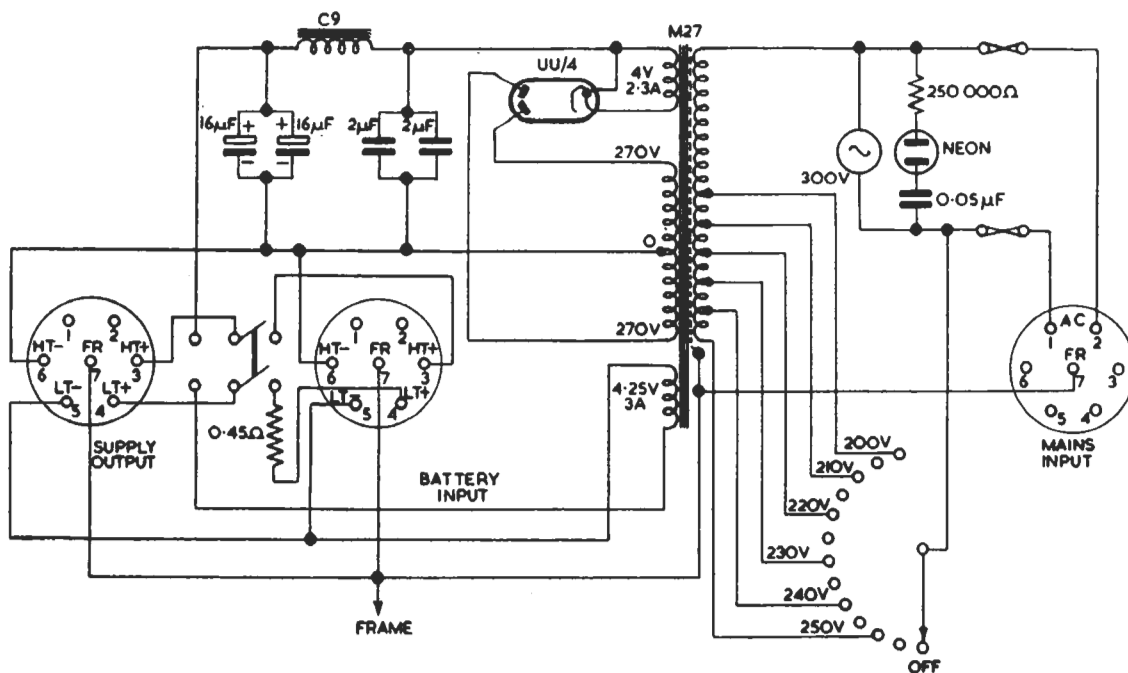 C9
M27
UU/4
4V
2·3A
250 000Ω
16µF
+
+
16µF
2µF
2µF
-
-
NEON
270V
300V
0·05µF
O
1
2
HT-
FR
HT+
6
7
3
LT-
LT+
5
4
SUPPLY
OUTPUT
1
2
HT-
FR
HT+
6
7
3
LT-
LT+
5
4
BATTERY
INPUT
0·45Ω
270V
4·25V
3A
AC
1
2
FR
6
7
3
5
4
MAINS
INPUT
200V
210V
220V
230V
240V
250V
OFF
FRAME